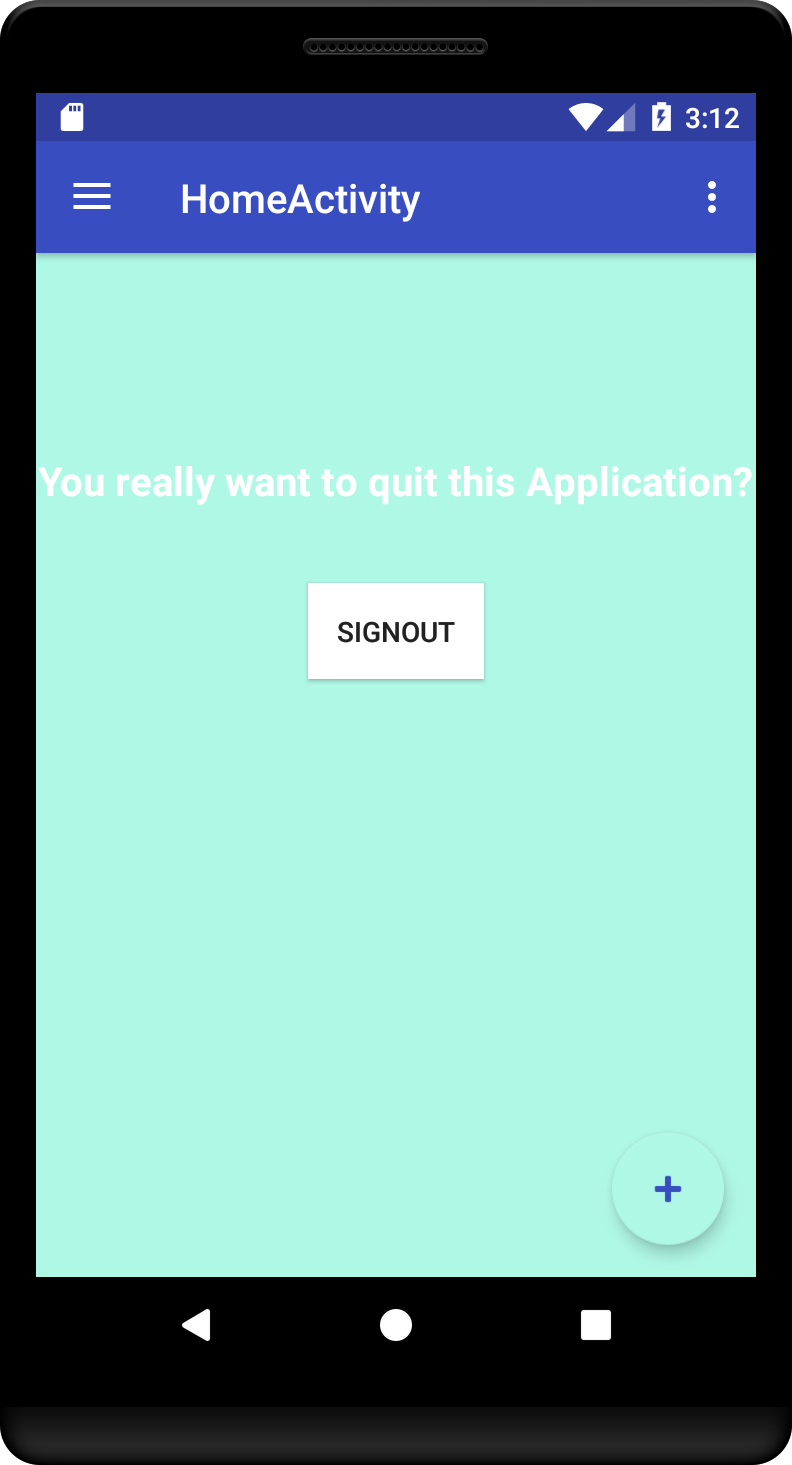 3:12
HomeActivity
You really want to quit this Application?
SIGNOUT